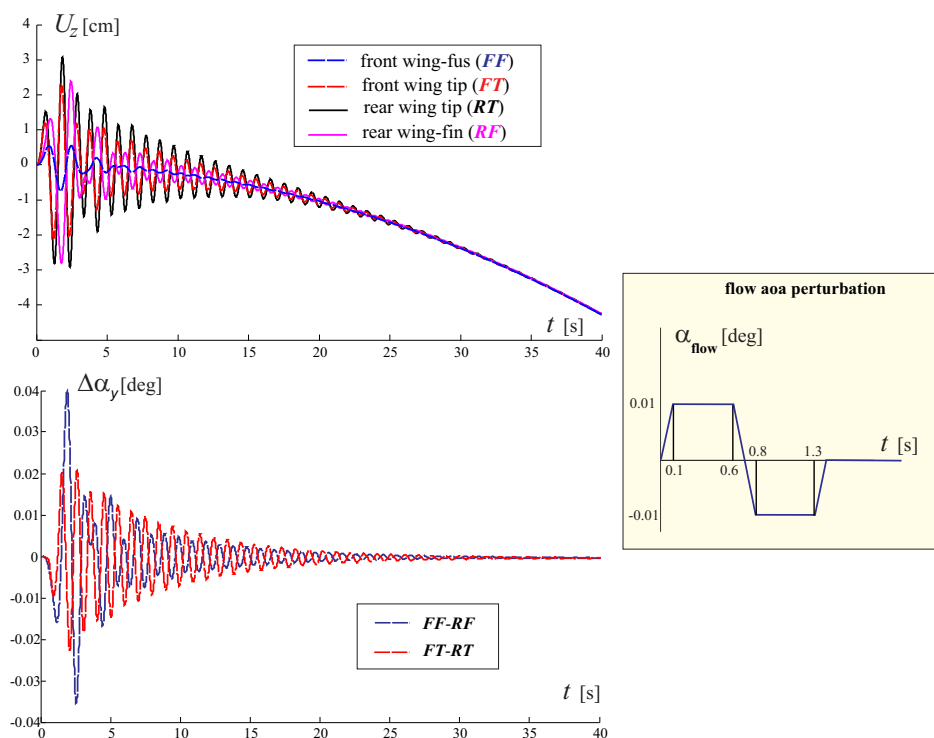 U_z [cm]
4
3
2
1
0
-1
-2
-3
-4
front wing-fus (FF)
front wing tip (FT)
rear wing tip (RT)
rear wing-fin (RF)
t [s]
0 5 10 15 20 25 30 35 40
flow aoa perturbation
α_flow [deg]
0.01
t [s]
0.8 1.3
0.1 0.6
-0.01
Δα_y [deg]
0.04
0.03
0.02
0.01
0
-0.01
-0.02
-0.03
-0.04
FF-RF
FT-RT
t [s]
0 5 10 15 20 25 30 35 40